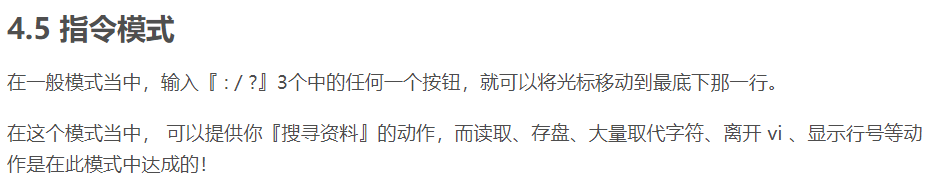 4.5 指令模式
在一般模式当中，输入『 : / ?』3个中的任何一个按钮，就可以将光标移动到最底下那一行。
在这个模式当中， 可以提供你『搜寻资料』的动作，而读取、存盘、大量取代字符、离开 vi 、显示行号等动
作是在此模式中达成的！